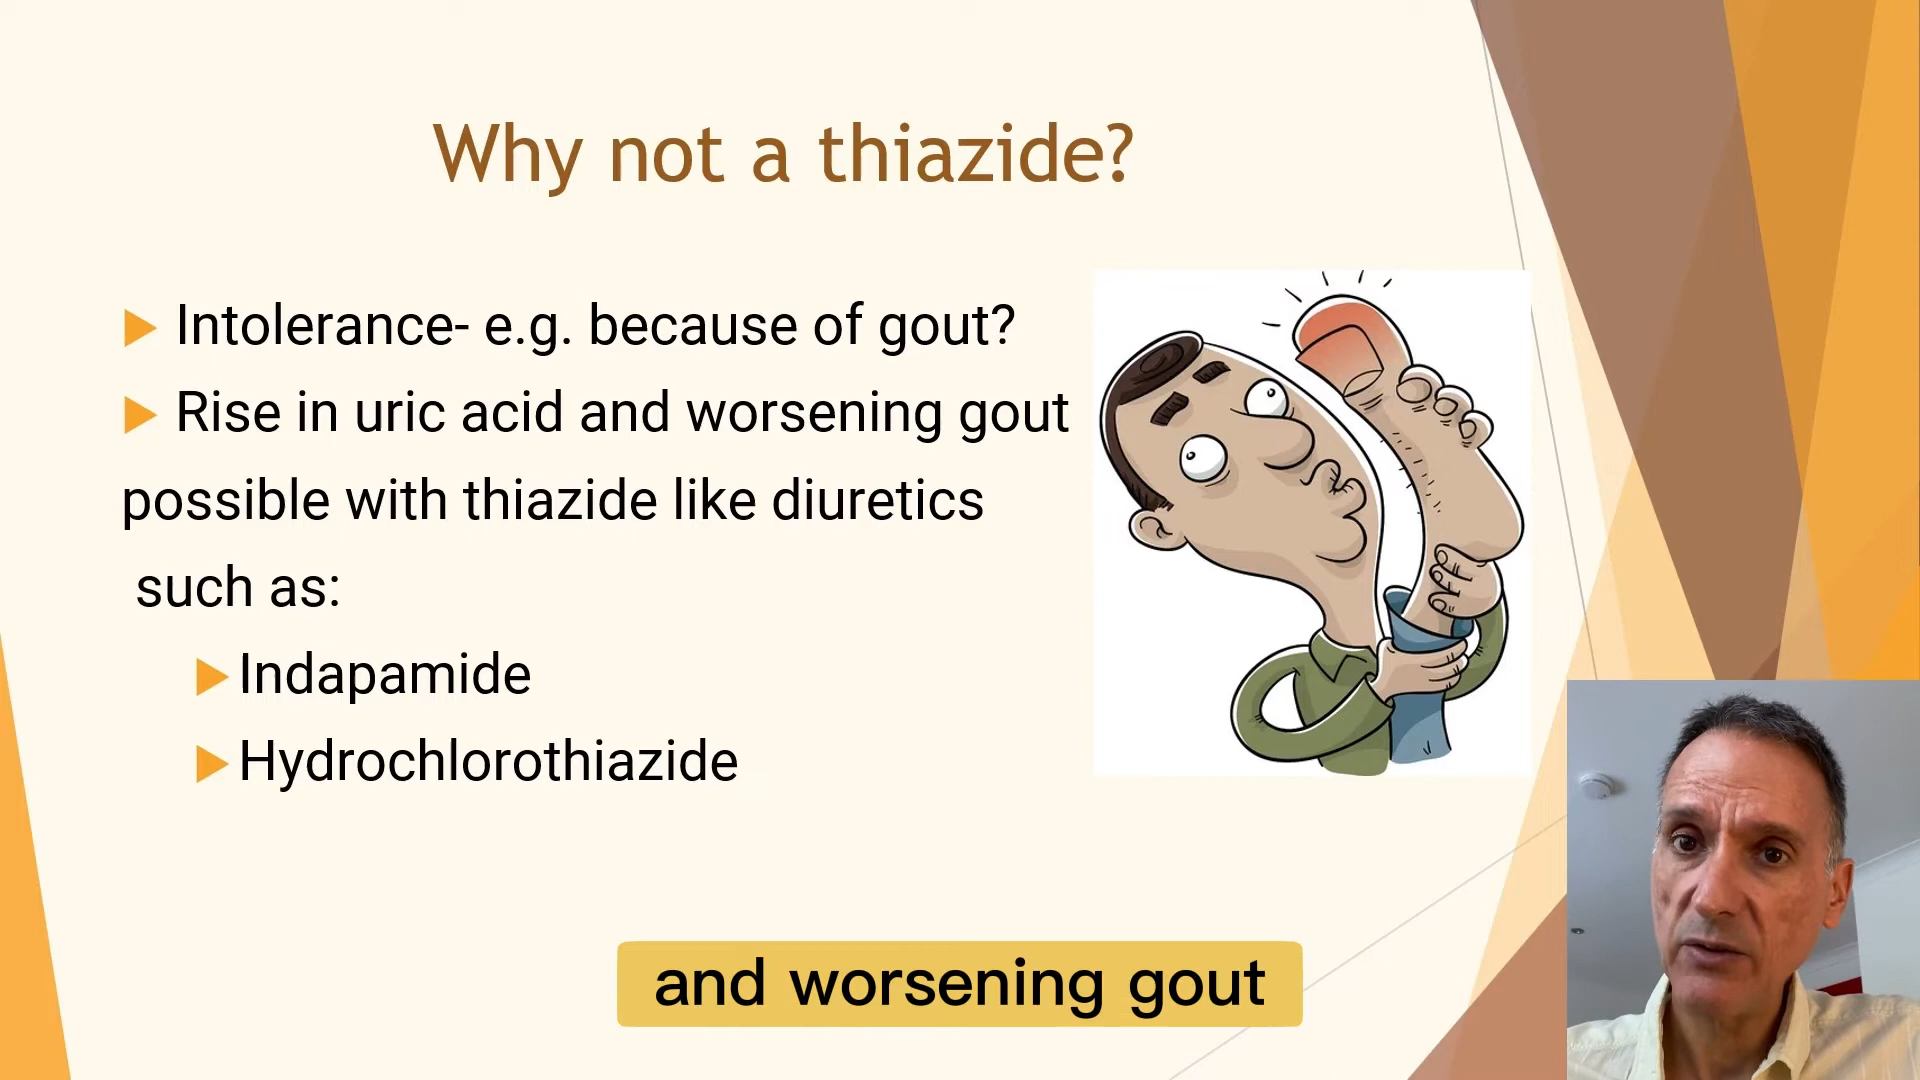 Why not a thiazide?
Intolerance- e.g. because of gout?
Rise in uric acid and worsening gout
possible with thiazide like diuretics
such as:
Indapamide
Hydrochlorothiazide
and worsening gout